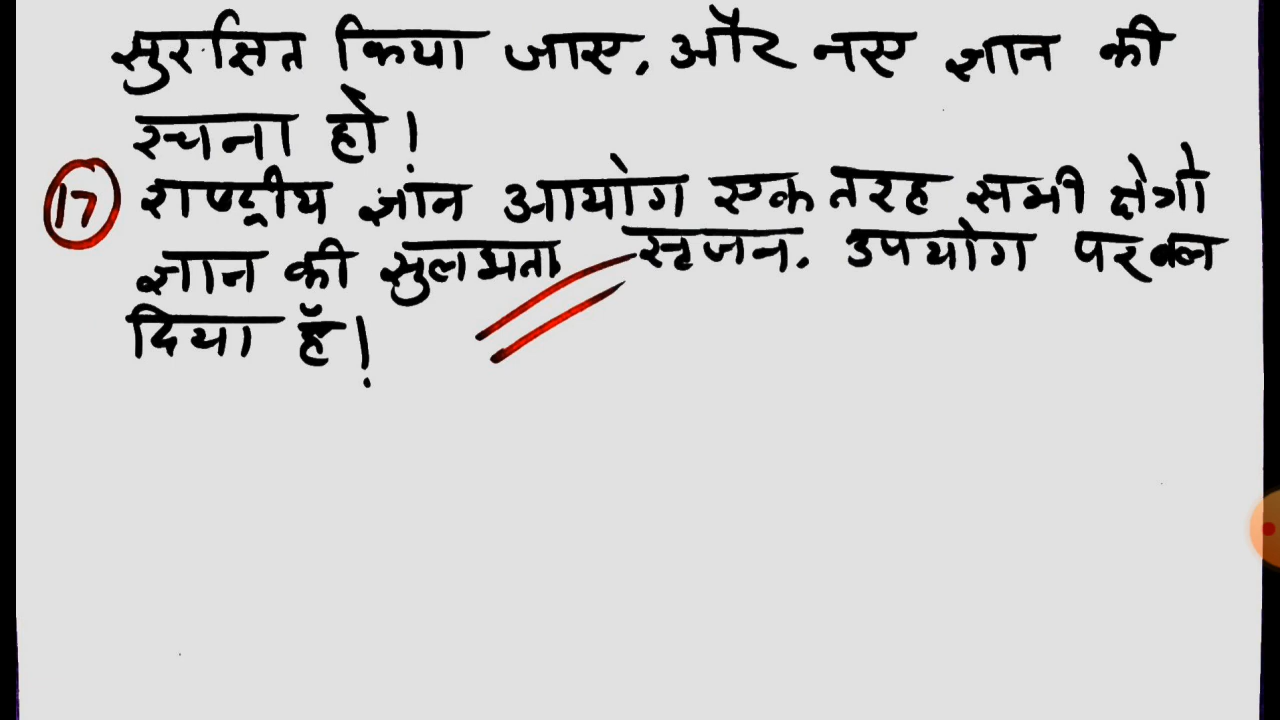 सुरक्षित किया जाए, और नए ज्ञान की
रचना हो!
17 राष्ट्रीय ज्ञान आयोग एक तरह सभी क्षेत्रो
ज्ञान की सुलभता सृजन, उपयोग पर बल
दिया है!